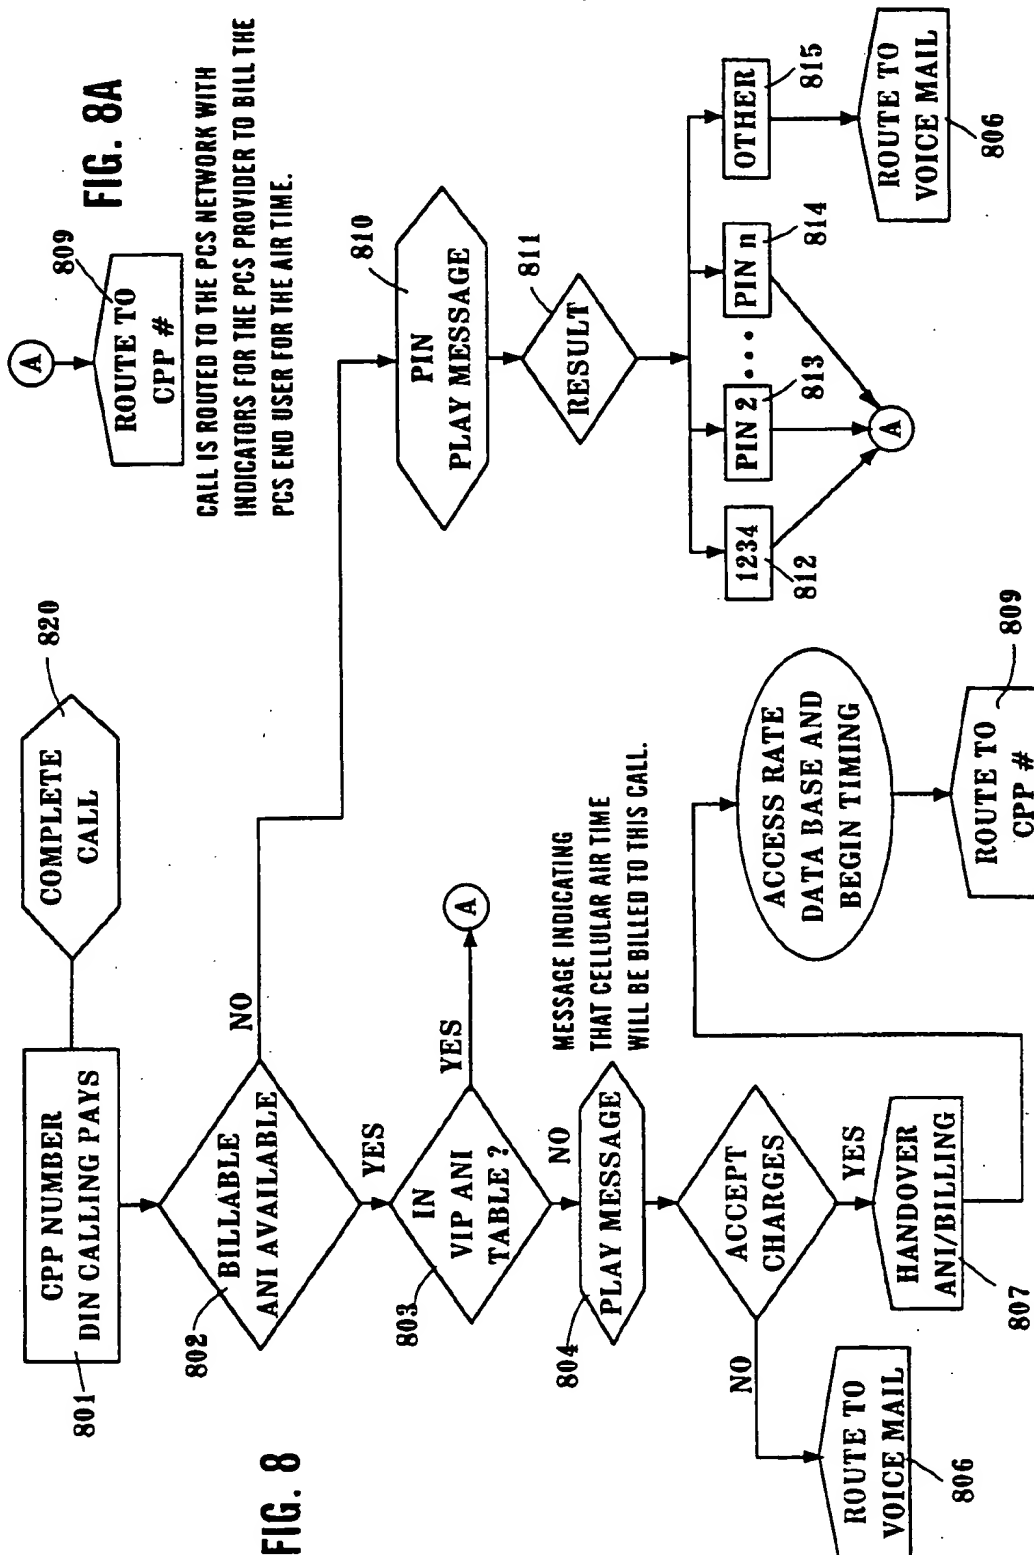 FIG. 8
CPP NUMBER
DIN CALLING PAYS
801
COMPLETE
CALL
820
BILLABLE
ANI AVAILABLE
802
NO
YES
IN
VIP ANI
TABLE ?
803
YES
A
NO
PLAY MESSAGE
804
MESSAGE INDICATING
THAT CELLULAR AIR TIME
WILL BE BILLED TO THIS CALL.
ACCEPT
CHARGES
NO
YES
ROUTE TO
VOICE MAIL
806
HANDOVER
ANI/BILLING
807
ACCESS RATE
DATA BASE AND
BEGIN TIMING
ROUTE TO
CPP #
809
FIG. 8A
A
ROUTE TO
CPP #
809
CALL IS ROUTED TO THE PCS NETWORK WITH
INDICATORS FOR THE PCS PROVIDER TO BILL THE
PCS END USER FOR THE AIR TIME.
PIN
PLAY MESSAGE
810
RESULT
811
1234
812
PIN 2
813
PIN n
814
OTHER
815
A
ROUTE TO
VOICE MAIL
806